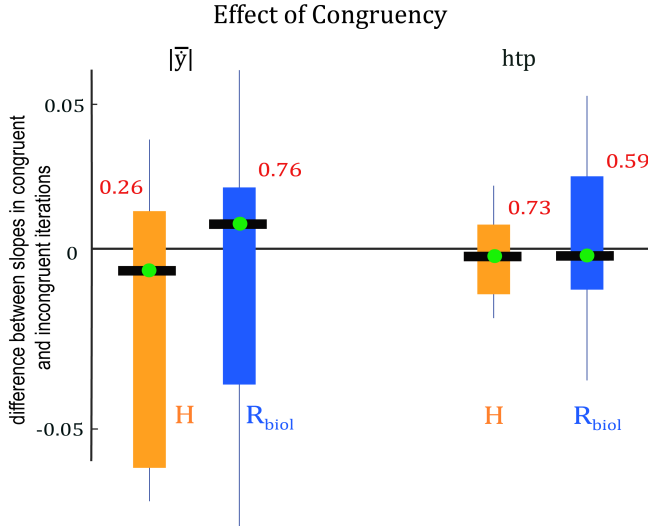 Effect of Congruency
|ȳ̇| htp
difference between slopes in congruent
and incongruent iterations
0.05
0
-0.05
0.26 0.76 0.73 0.59
H R_biol H R_biol